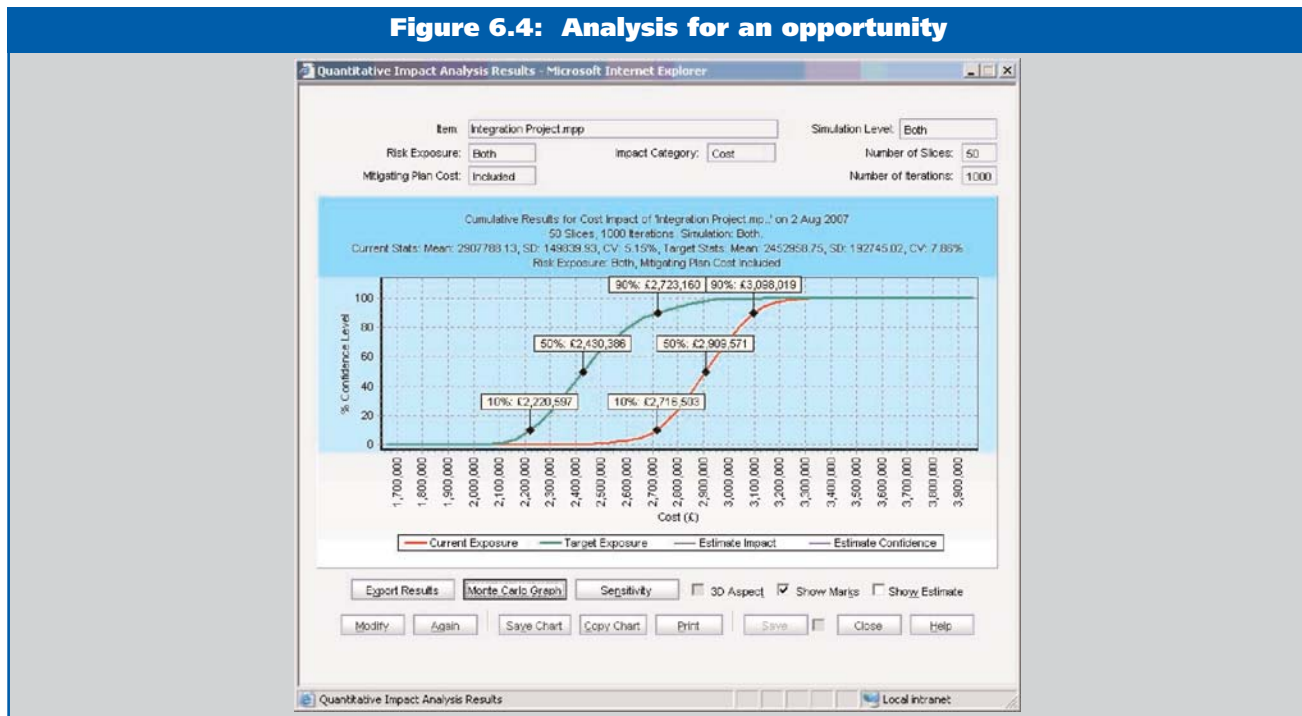 Figure 6.4: Analysis for an opportunity
Quantitative Impact Analysis Results - Microsoft Internet Explorer
Item: Integration Project.mpp
Simulation Level: Both
Risk Exposure: Both
Impact Category: Cost
Number of Slices: 50
Mitigating Plan Cost: Included
Number of Iterations: 1000
Cumulative Results for Cost Impact of 'Integration Project.mp..' on 2 Aug 2007
50 Slices, 1000 Iterations. Simulation: Both.
Current Stats: Mean: 2907788.13, SD: 149839.93, CV: 5.15%, Target Stats: Mean: 2452958.75, SD: 192745.02, CV: 7.86%
Risk Exposure: Both, Mitigating Plan Cost Included
90%: £2,723,160
90%: £3,098,019
50%: £2,430,386
50%: £2,909,571
10%: £2,220,597
10%: £2,716,503
% Confidence Level
100
80
60
40
20
0
1,700,000
1,800,000
1,900,000
2,000,000
2,100,000
2,200,000
2,300,000
2,400,000
2,500,000
2,600,000
2,700,000
2,800,000
2,900,000
3,000,000
3,100,000
3,200,000
3,300,000
3,400,000
3,500,000
3,600,000
3,700,000
3,800,000
3,900,000
Cost (£)
Current Exposure
Target Exposure
Estimate Impact
Estimate Confidence
Export Results
Monte Carlo Graph
Sensitivity
3D Aspect
Show Marks
Show Estimate
Modify
Again
Save Chart
Copy Chart
Print
Save
Close
Help
Quantitative Impact Analysis Results
Local intranet